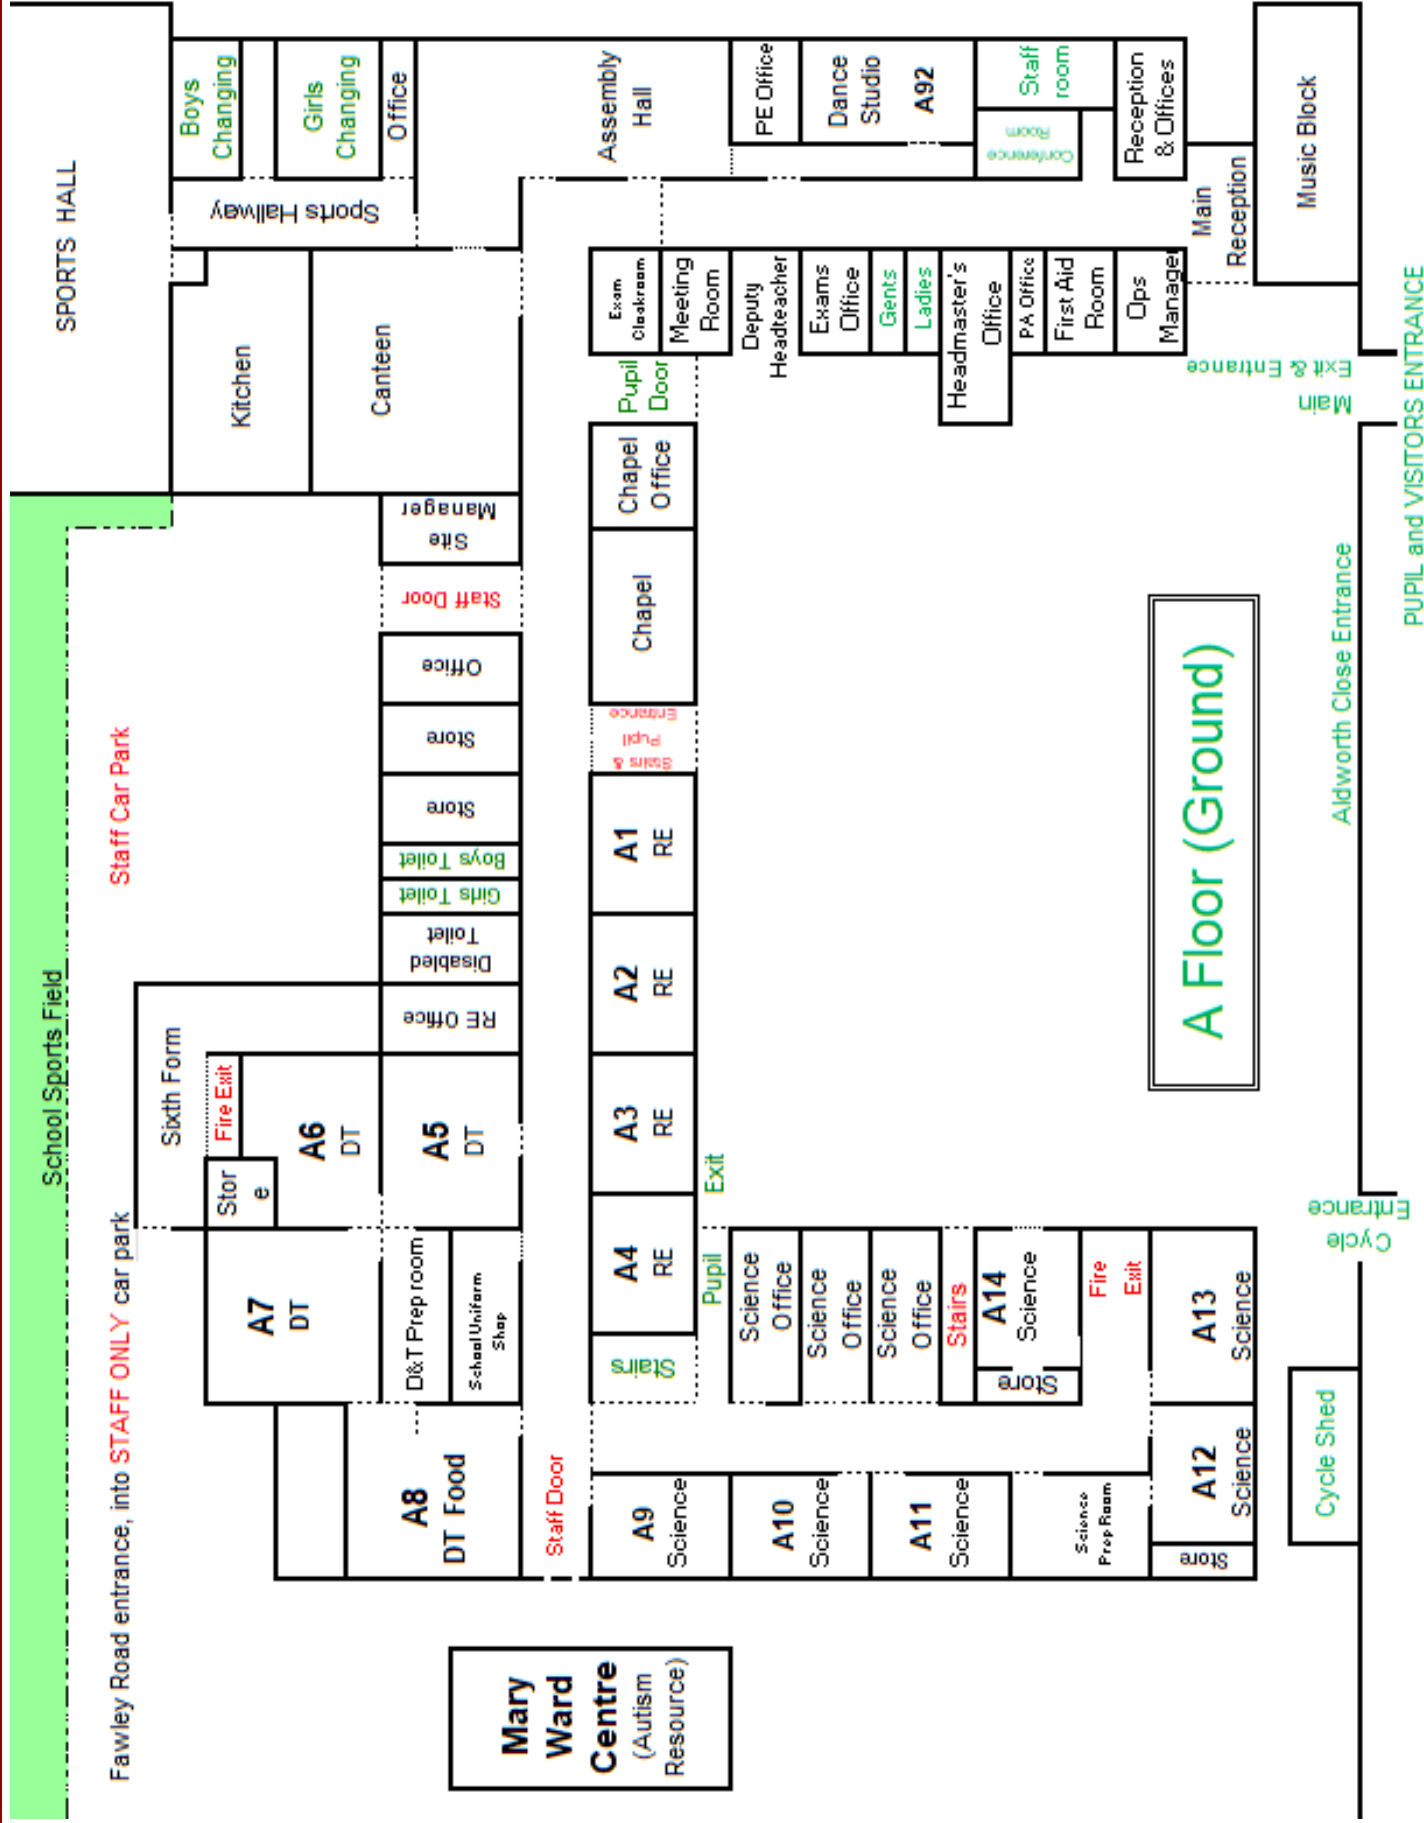 School Sports Field
SPORTS HALL
Fawley Road entrance, into STAFF ONLY car park
Staff Car Park
Sixth Form
Fire Exit
Stor
e
A6
DT
A5
DT
A7
DT
D&T Prep room
School Uniform
Shop
A8
DT Food
Staff Door
RE Office
Disabled
Toilet
Girls Toilet
Boys Toilet
Store
Store
Office
Staff Door
Site
Manager
Kitchen
Canteen
Sports Hallway
Boys
Changing
Girls
Changing
Office
Assembly
Hall
PE Office
Dance
Studio
A92
Staff
room
Conference
Room
Reception
& Offices
Main
Reception
Music Block
Exam
Cloakroom
Meeting
Room
Deputy
Headteacher
Exams
Office
Gents
Ladies
Headmaster's
Office
PA Office
First Aid
Room
Ops
Manager
Pupil
Door
Chapel
Office
Chapel
Stairs &
Pupil
Entrance
A1
RE
A2
RE
A3
RE
A4
RE
Stairs
Pupil Exit
Science
Office
Science
Office
Science
Office
Stairs
A14
Science
Store
Fire
Exit
A13
Science
A9
Science
A10
Science
A11
Science
Science
Prep Room
A12
Science
Store
Mary
Ward
Centre
(Autism
Resource)
A Floor (Ground)
Cycle Shed
Cycle
Entrance
Aldworth Close Entrance
Main
Exit & Entrance
PUPIL and VISITORS ENTRANCE